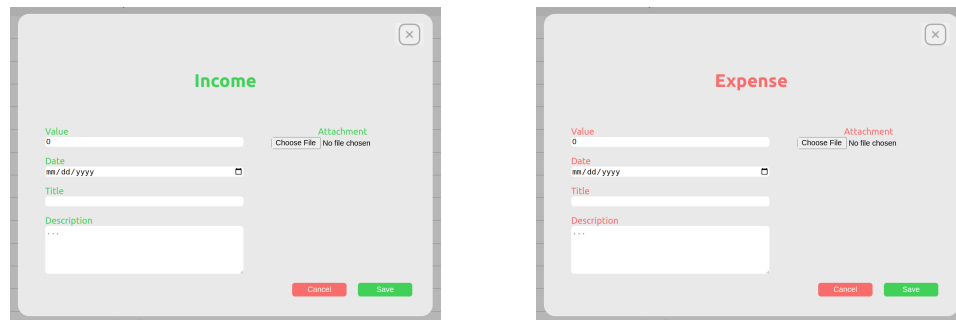 Income
Value
0
Attachment
Choose File No file chosen
Date
mm/dd/yyyy
Title
Description
...
Cancel Save
Expense
Value
0
Attachment
Choose File No file chosen
Date
mm/dd/yyyy
Title
Description
...
Cancel Save